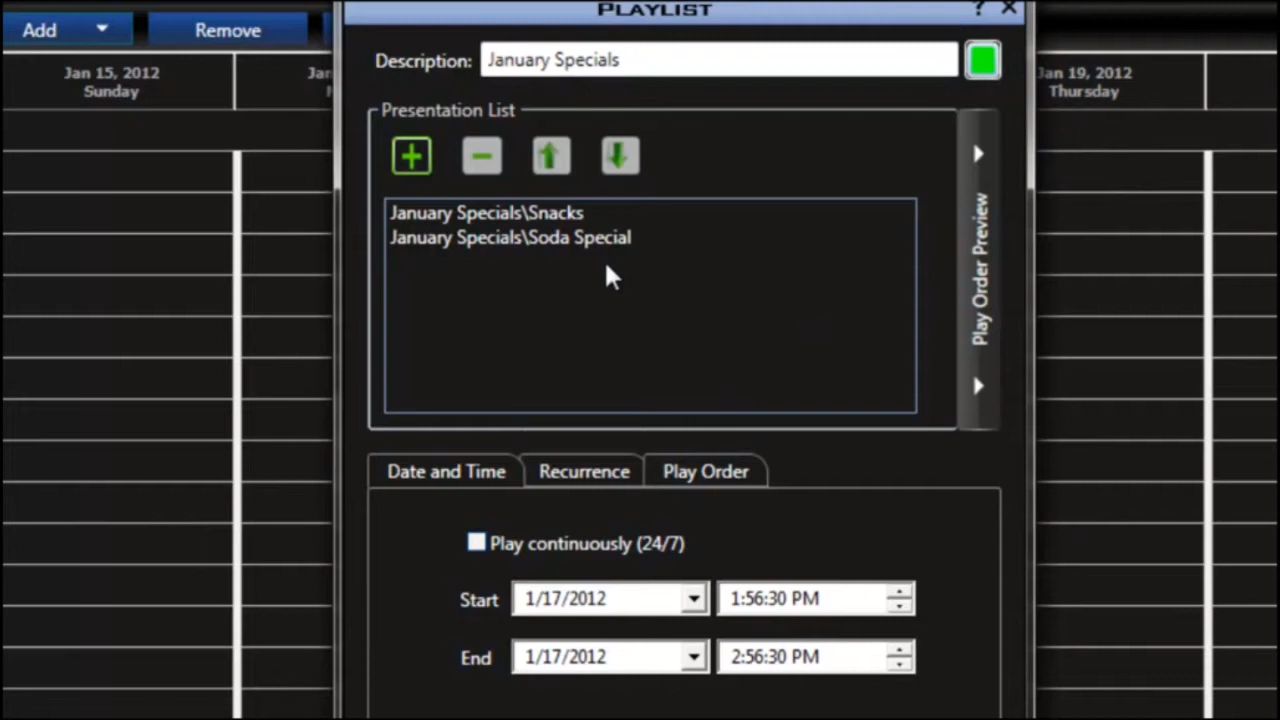 PLAYLIST
? X
Add
Remove
Description: January Specials
Jan 15, 2012
Sunday
Jan 19, 2012
Thursday
Presentation List
January Specials\Snacks
January Specials\Soda Special
Play Order Preview
Date and Time
Recurrence
Play Order
Play continuously (24/7)
Start 1/17/2012 1:56:30 PM
End 1/17/2012 2:56:30 PM